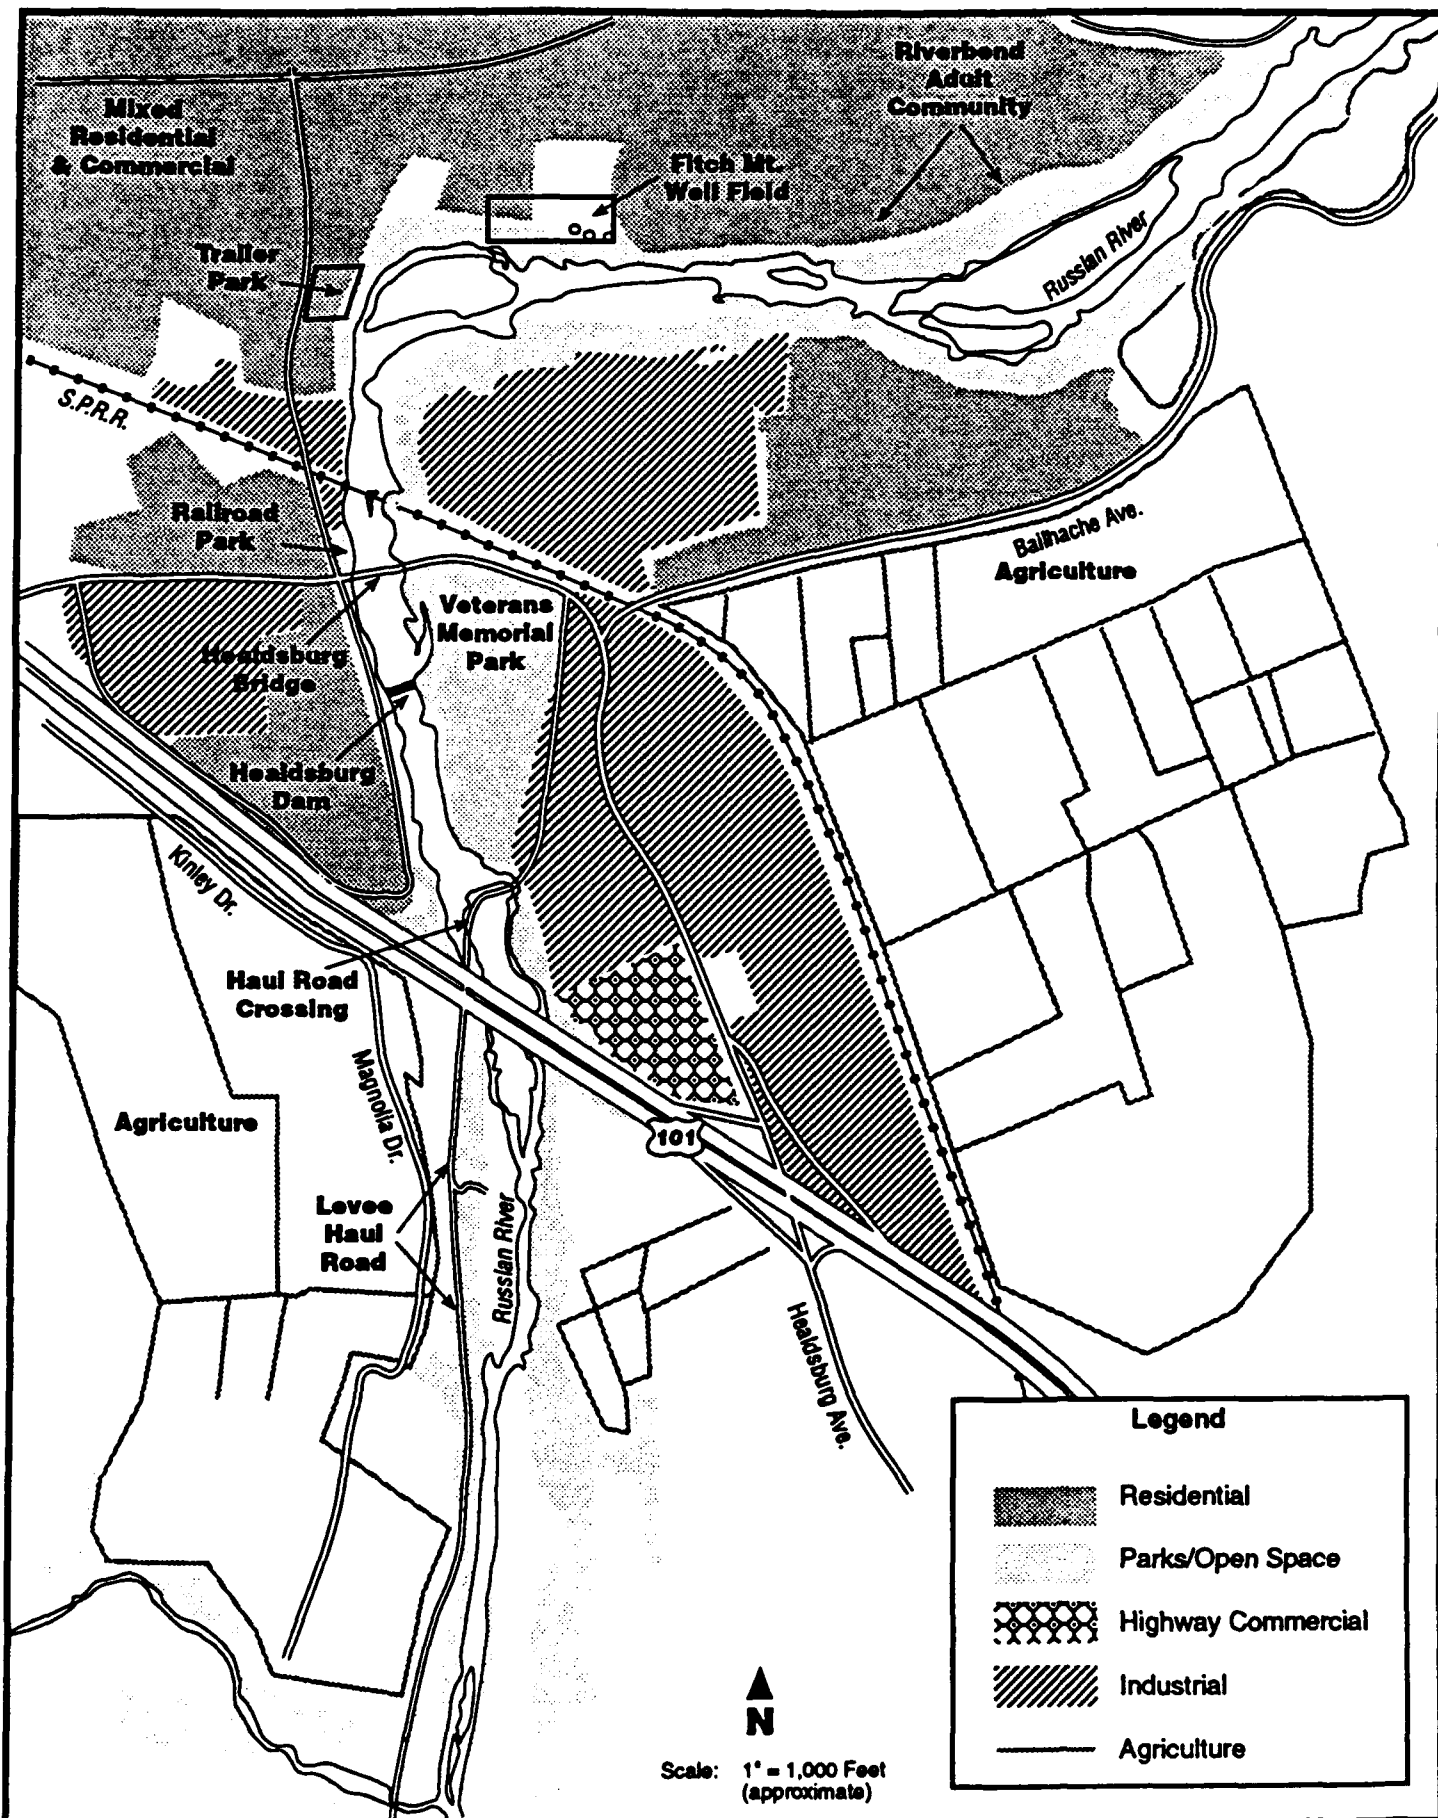 Riverbend
Adult
Community
Mixed
Residential
& Commercial
Fitch Mt.
Well Field
Trailer
Park
Russian River
S.P.R.R.
Railroad
Park
Bailhache Ave.
Agriculture
Veterans
Memorial
Park
Healdsburg
Bridge
Healdsburg
Dam
Kinley Dr.
Haul Road
Crossing
Magnolia Dr.
Agriculture
101
Levee
Haul
Road
Russian River
Healdsburg Ave.
Legend
Residential
Parks/Open Space
Highway Commercial
Industrial
Agriculture
N
Scale: 1" = 1,000 Feet
(approximate)